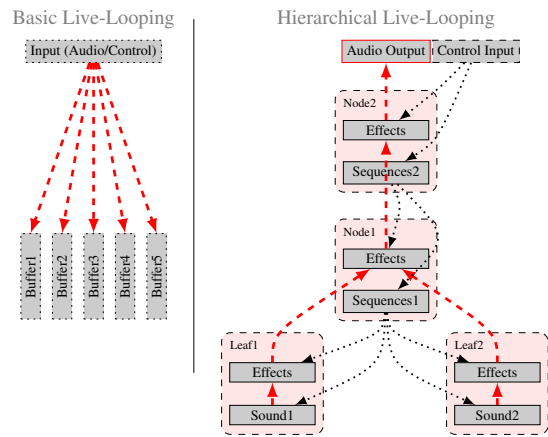 Basic Live-Looping
Input (Audio/Control)
Buffer1
Buffer2
Buffer3
Buffer4
Buffer5
Hierarchical Live-Looping
Audio Output
Control Input
Node2
Effects
Sequences2
Node1
Effects
Sequences1
Leaf1
Effects
Sound1
Leaf2
Effects
Sound2